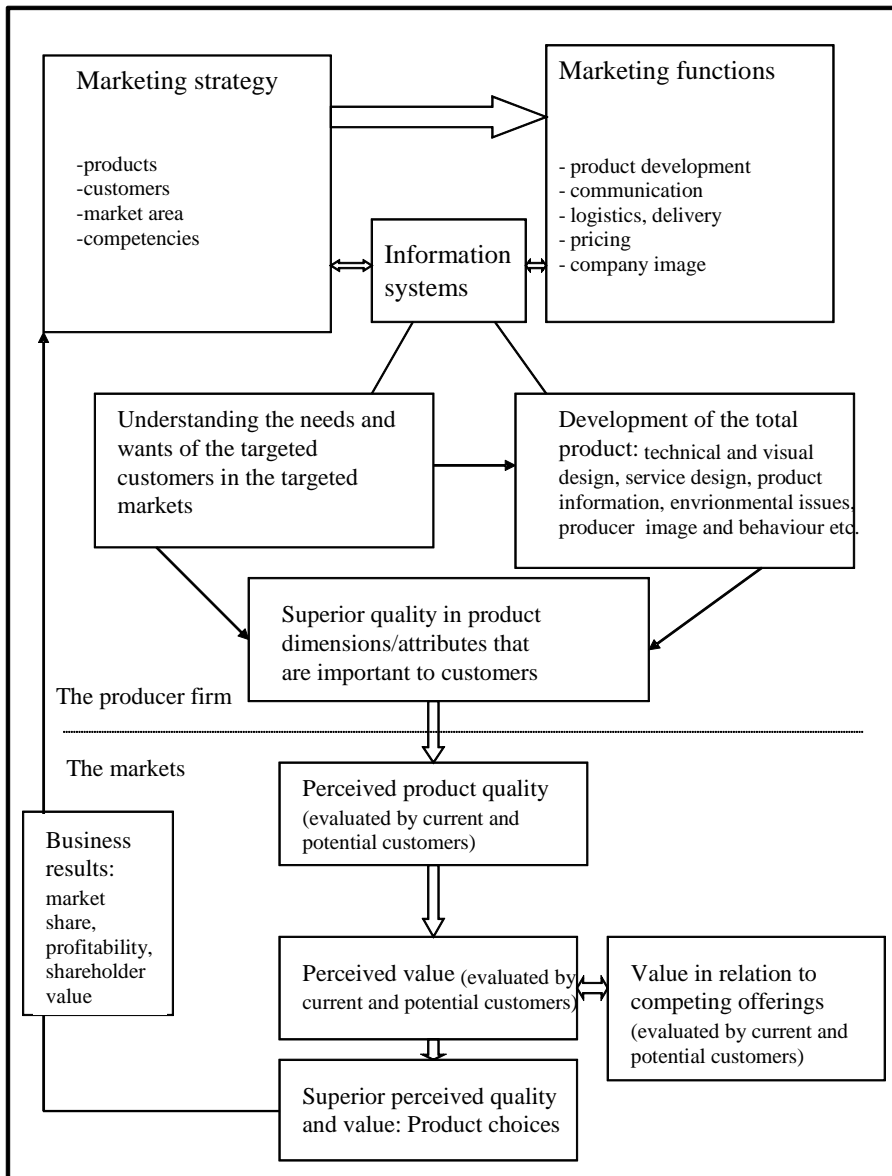 Marketing strategy
-products
-customers
-market area
-competencies
Marketing functions
- product development
- communication
- logistics, delivery
- pricing
- company image
Information
systems
Understanding the needs and
wants of the targeted
customers in the targeted
markets
Development of the total
product: technical and visual
design, service design, product
information, envrionmental issues,
producer image and behaviour etc.
Superior quality in product
dimensions/attributes that
are important to customers
The producer firm
The markets
Perceived product quality
(evaluated by current and
potential customers)
Business
results:
market
share,
profitability,
shareholder
value
Perceived value (evaluated by
current and potential customers)
Value in relation to
competing offerings
(evaluated by current and
potential customers)
Superior perceived quality
and value: Product choices